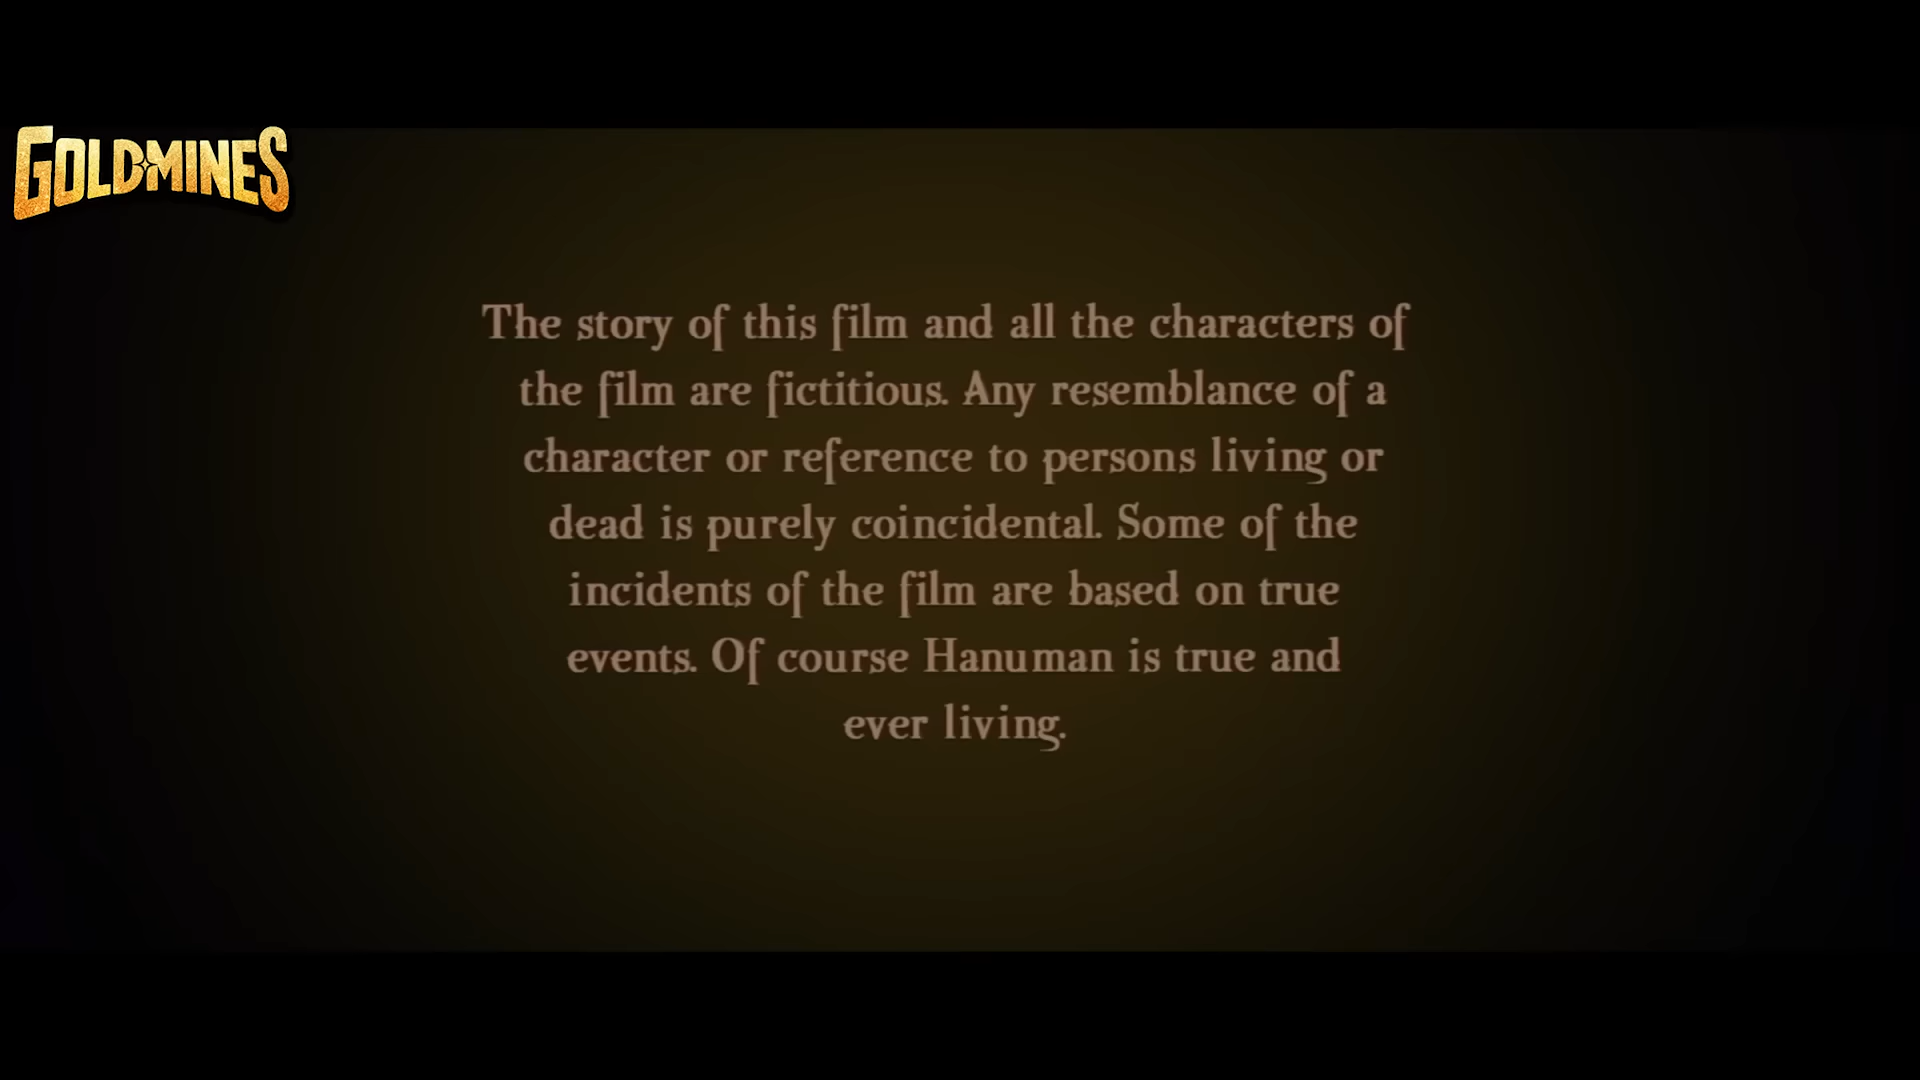 GOLDMINES
The story of this film and all the characters of
the film are fictitious. Any resemblance of a
character or reference to persons living or
dead is purely coincidental. Some of the
incidents of the film are based on true
events. Of course Hanuman is true and
ever living.